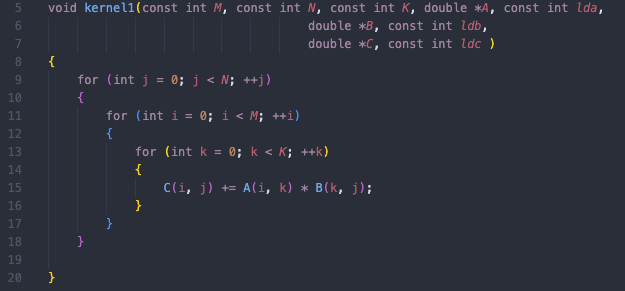 5 void kernel1(const int M, const int N, const int K, double *A, const int lda,
6 double *B, const int ldb,
7 double *C, const int ldc )
8 {
9 for (int j = 0; j < N; ++j)
10 {
11 for (int i = 0; i < M; ++i)
12 {
13 for (int k = 0; k < K; ++k)
14 {
15 C(i, j) += A(i, k) * B(k, j);
16 }
17 }
18 }
19
20 }